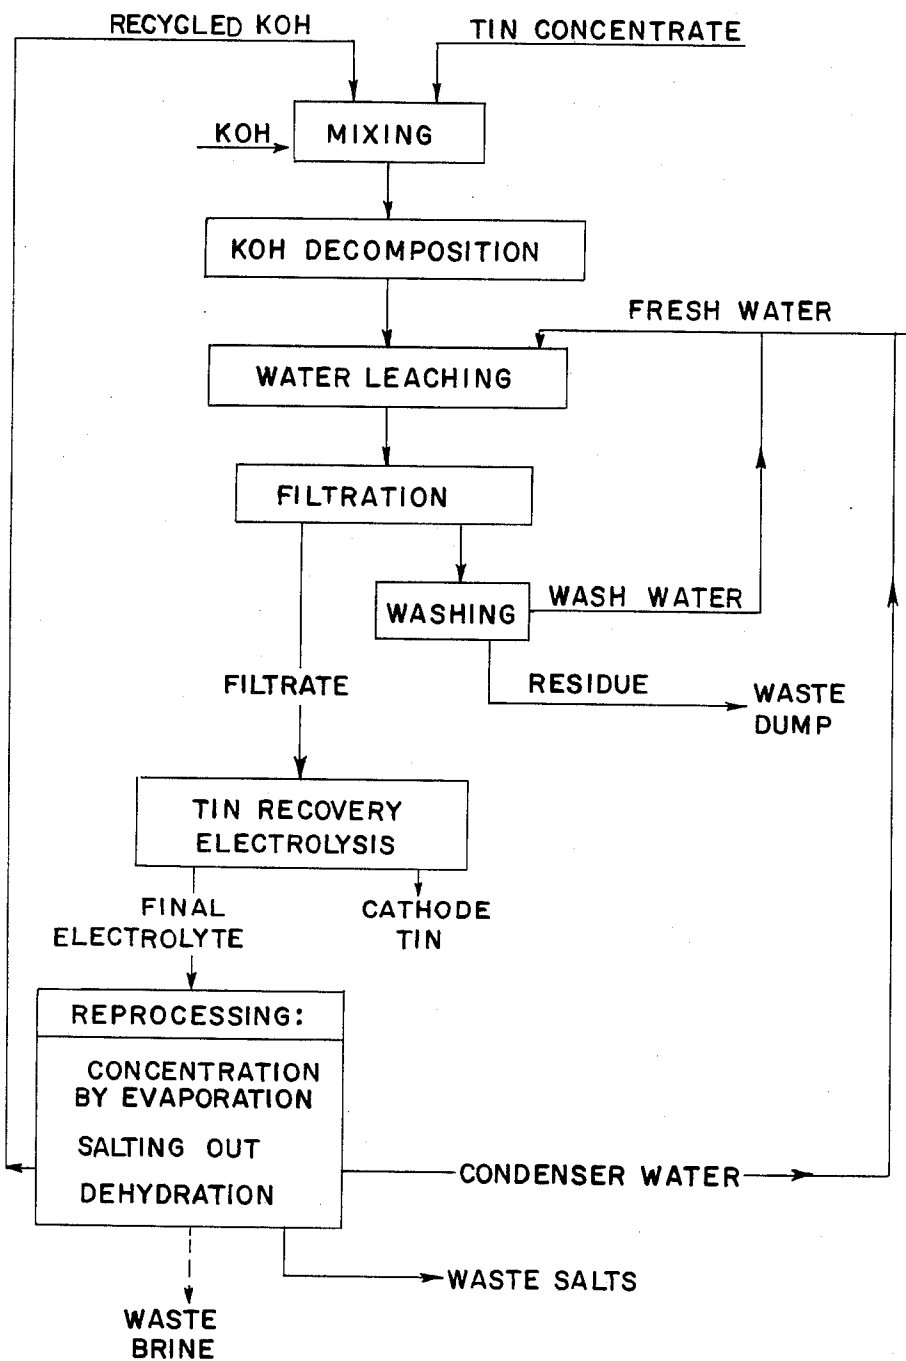 RECYCLED KOH
TIN CONCENTRATE
KOH
MIXING
KOH DECOMPOSITION
FRESH WATER
WATER LEACHING
FILTRATION
WASHING
WASH WATER
FILTRATE
RESIDUE
WASTE
DUMP
TIN RECOVERY
ELECTROLYSIS
FINAL
ELECTROLYTE
CATHODE
TIN
REPROCESSING:
CONCENTRATION
BY EVAPORATION
SALTING OUT
DEHYDRATION
CONDENSER WATER
WASTE SALTS
WASTE
BRINE